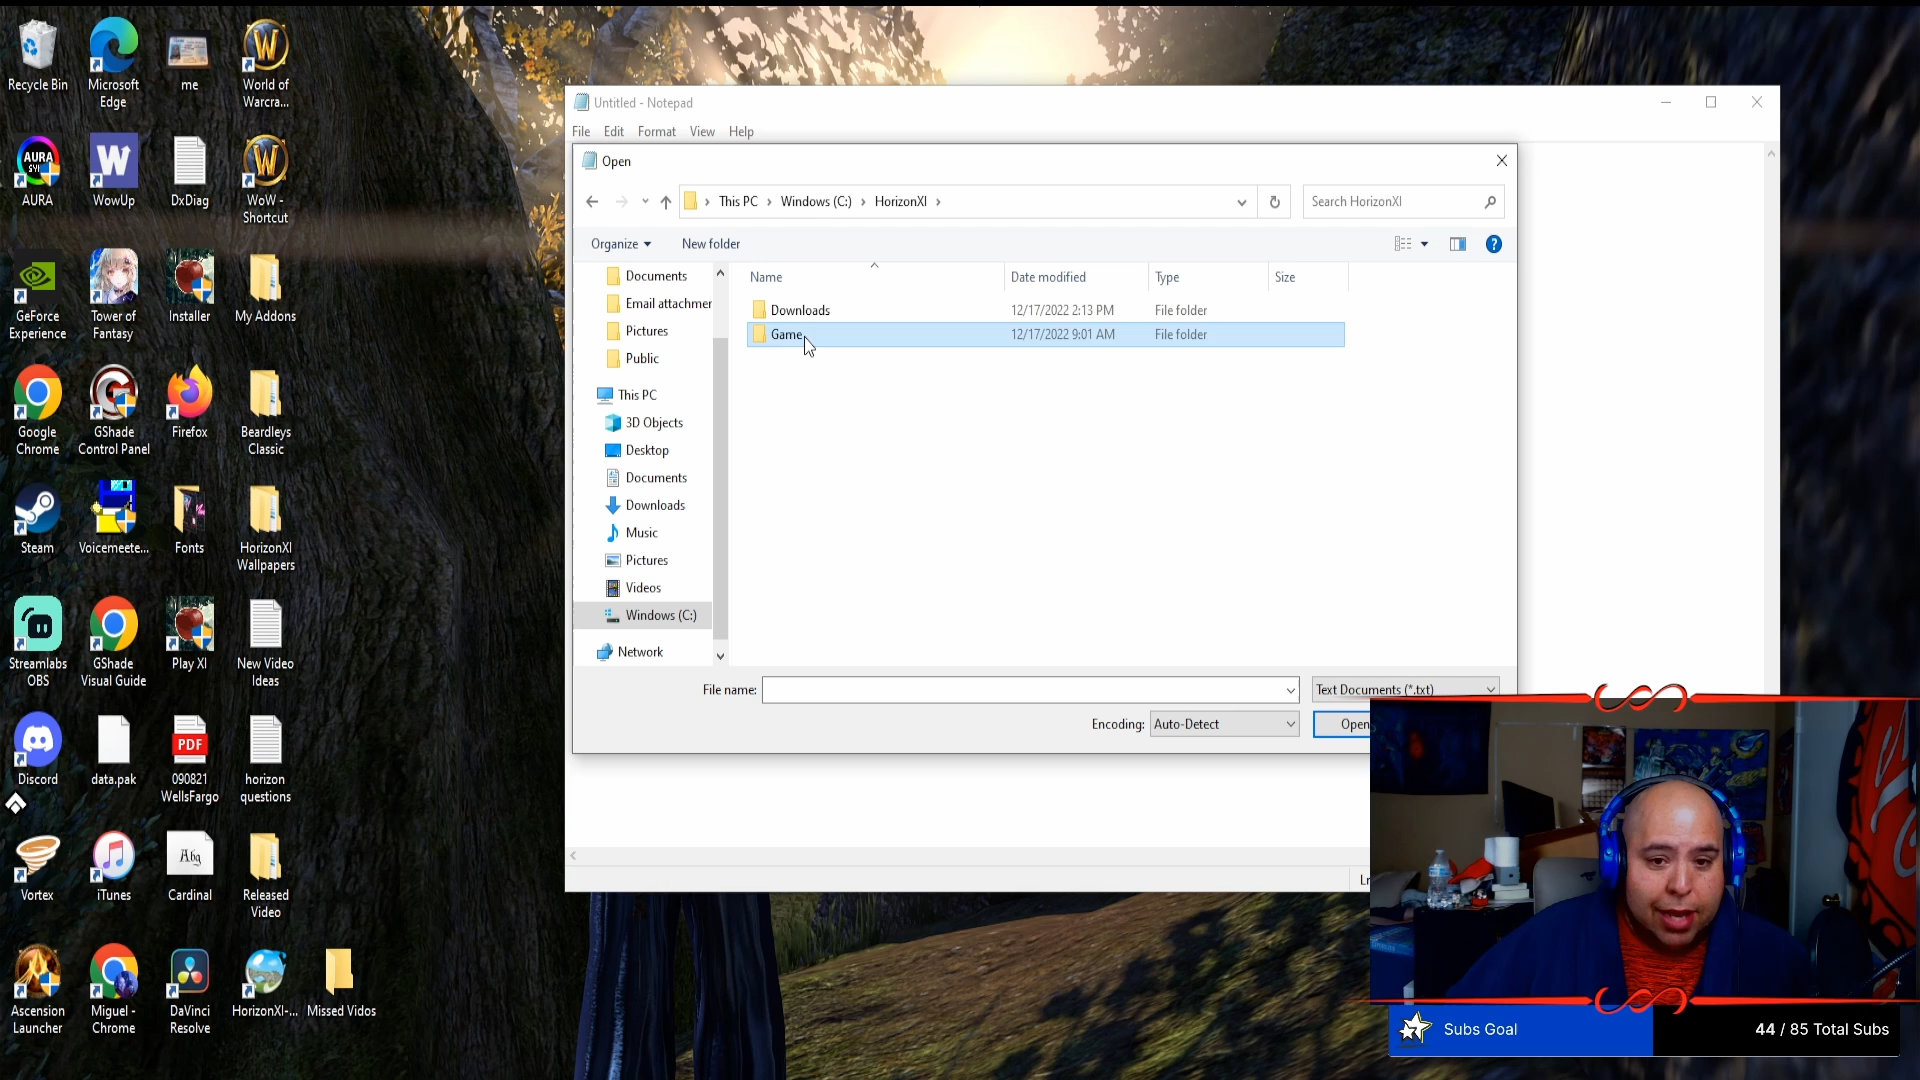 Recycle Bin
Microsoft
Edge
me
World of
Warcra...
AURA
WowUp
DxDiag
WoW -
Shortcut
GeForce
Experience
Tower of
Fantasy
Installer
My Addons
Google
Chrome
GShade
Control Panel
Firefox
Beardleys
Classic
Steam
Voicemeete...
Fonts
HorizonXI
Wallpapers
Streamlabs
OBS
GShade
Visual Guide
Play XI
New Video
Ideas
Discord
data.pak
PDF
090821
WellsFargo
horizon
questions
Vortex
iTunes
Abg
Cardinal
Released
Video
Ascension
Launcher
Miguel -
Chrome
DaVinci
Resolve
HorizonXI-...
Missed Vidos
Untitled - Notepad
File Edit Format View Help
Open
This PC > Windows (C:) > HorizonXI >
Search HorizonXI
Organize
New folder
Name
Date modified
Type
Size
Downloads 12/17/2022 2:13 PM File folder
Game 12/17/2022 9:01 AM File folder
Documents
Email attachmer
Pictures
Public
This PC
3D Objects
Desktop
Documents
Downloads
Music
Pictures
Videos
Windows (C:)
Network
File name:
Text Documents (*.txt)
Encoding: Auto-Detect
Open
Subs Goal
44 / 85 Total Subs